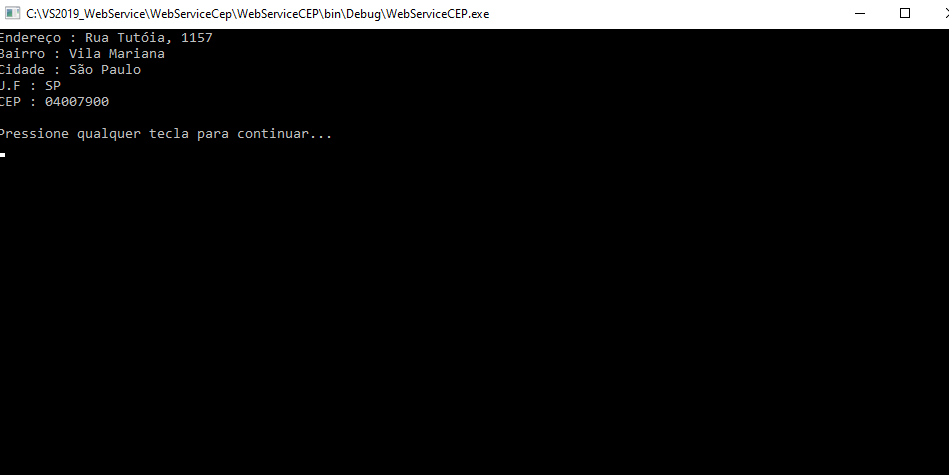 C:\VS2019_WebService\WebServiceCep\WebServiceCEP\bin\Debug\WebServiceCEP.exe
Endereço : Rua Tutóia, 1157
Bairro : Vila Mariana
Cidade : São Paulo
U.F : SP
CEP : 04007900
Pressione qualquer tecla para continuar...